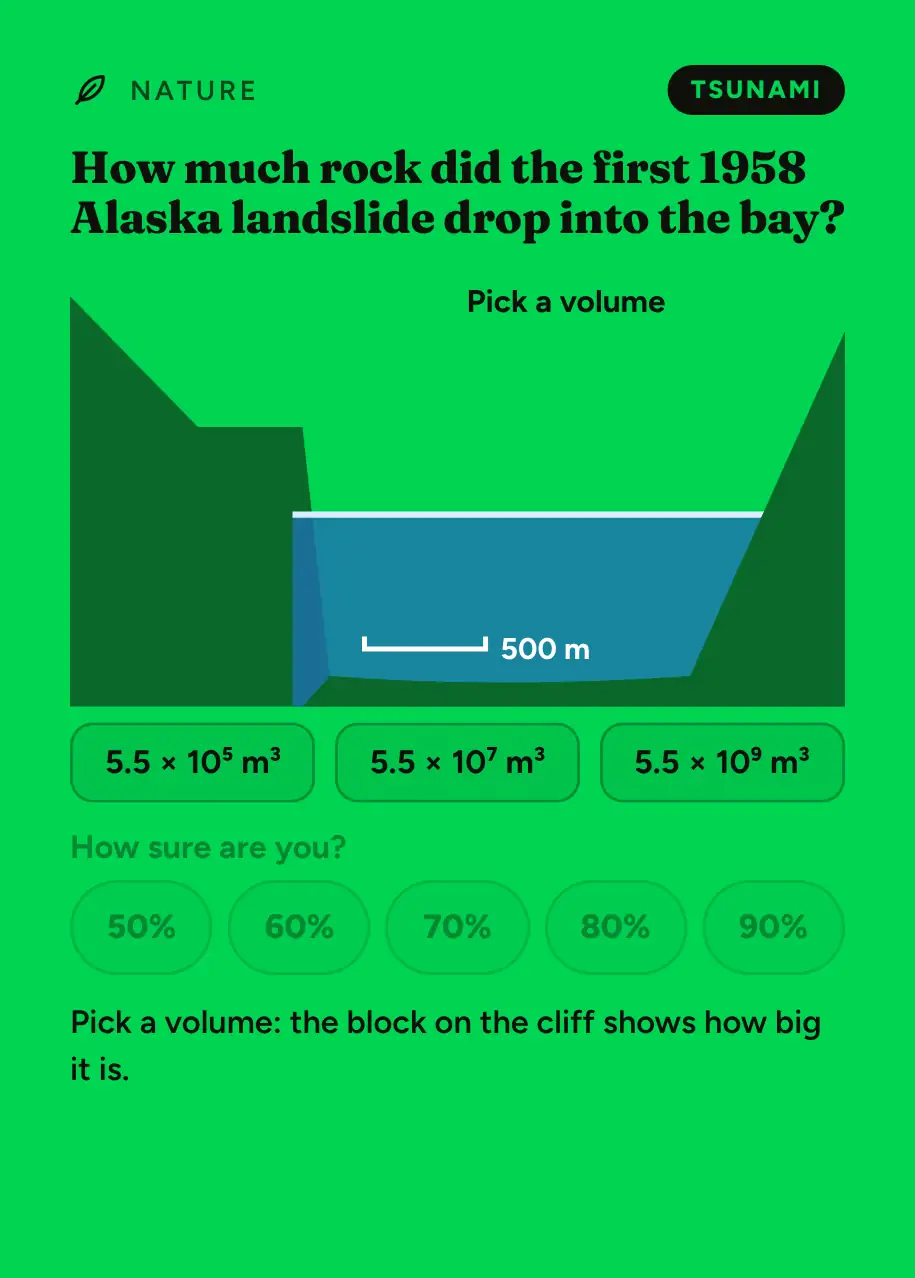 NATURE
TSUNAMI
How much rock did the first 1958
Alaska landslide drop into the bay?
Pick a volume
500 m
5.5 × 10⁵ m³
5.5 × 10⁷ m³
5.5 × 10⁹ m³
How sure are you?
50%
60%
70%
80%
90%
Pick a volume: the block on the cliff shows how big
it is.